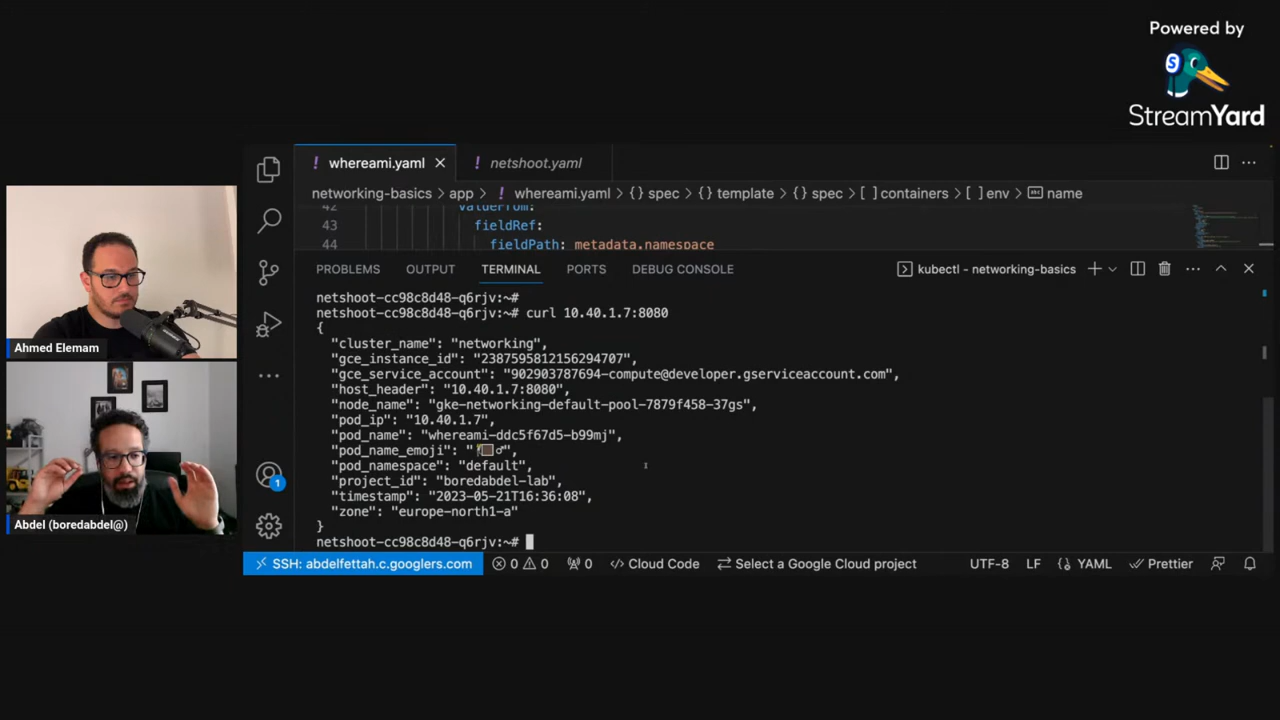 Powered by
StreamYard
whereami.yaml
netshoot.yaml
networking-basics > app > whereami.yaml > {} spec > {} template > {} spec > [ ] containers > [ ] env > name
42 valueFrom:
43 fieldRef:
44 fieldPath: metadata.namespace
PROBLEMS OUTPUT TERMINAL PORTS DEBUG CONSOLE
kubectl - networking-basics
netshoot-cc98c8d48-q6rjv:~#
netshoot-cc98c8d48-q6rjv:~# curl 10.40.1.7:8080
{
"cluster_name": "networking",
"gce_instance_id": "2387595812156294707",
"gce_service_account": "902903787694-compute@developer.gserviceaccount.com",
"host_header": "10.40.1.7:8080",
"node_name": "gke-networking-default-pool-7879f458-37gs",
"pod_ip": "10.40.1.7",
"pod_name": "whereami-ddc5f67d5-b99mj",
"pod_name_emoji": "♂",
"pod_namespace": "default",
"project_id": "boredabdel-lab",
"timestamp": "2023-05-21T16:36:08",
"zone": "europe-north1-a"
}
netshoot-cc98c8d48-q6rjv:~#
Ahmed Elemam
Abdel (boredabdel@)
1
SSH: abdelfettah.c.googlers.com
0 0 0 Cloud Code Select a Google Cloud project UTF-8 LF {} YAML Prettier